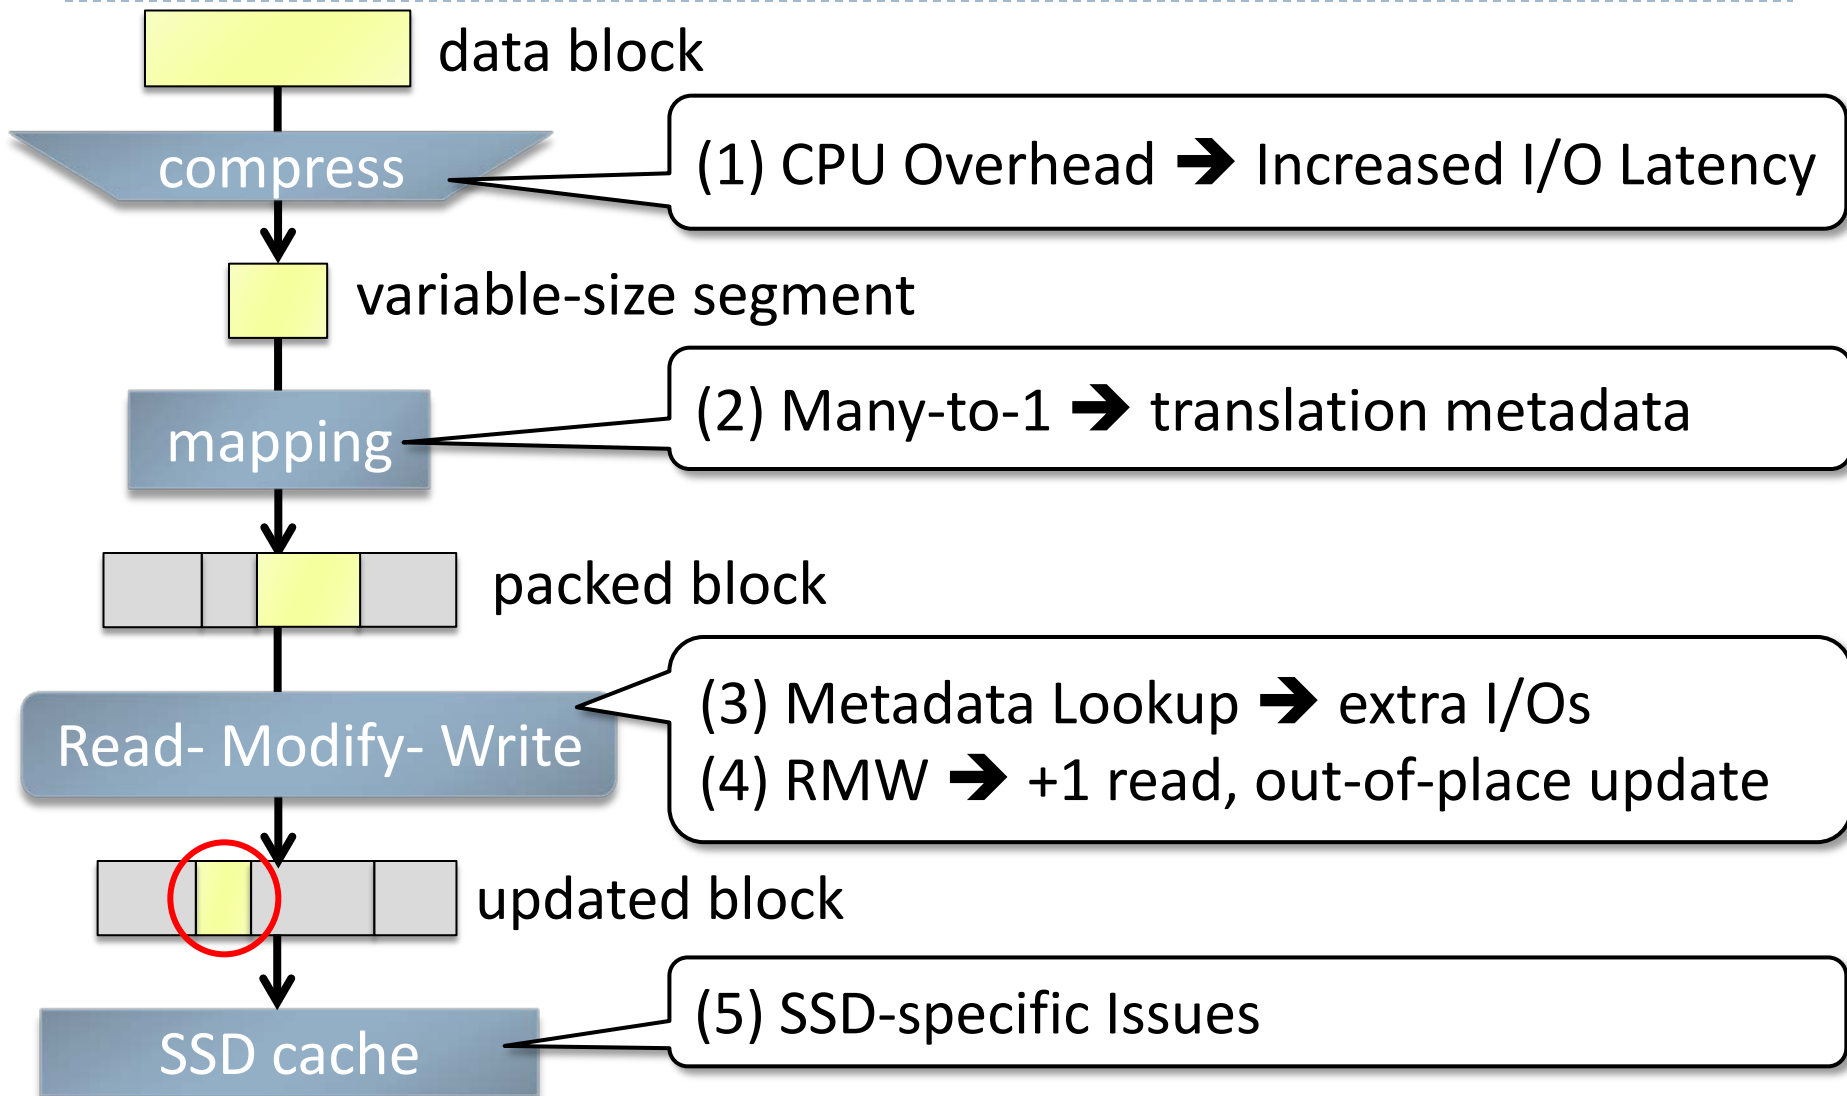 data block
compress
(1) CPU Overhead ➔ Increased I/O Latency
variable-size segment
mapping
(2) Many-to-1 ➔ translation metadata
packed block
Read- Modify- Write
(3) Metadata Lookup ➔ extra I/Os
(4) RMW ➔ +1 read, out-of-place update
updated block
SSD cache
(5) SSD-specific Issues